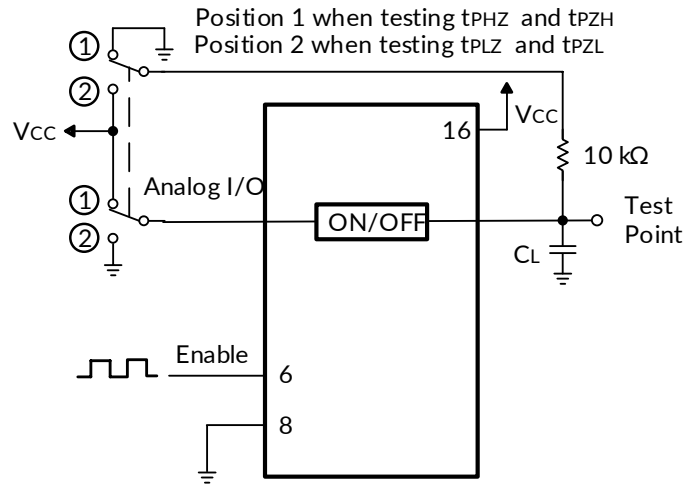 Position 1 when testing tPHZ and tPZH
Position 2 when testing tPLZ and tPZL
①
②
VCC
①
②
Analog I/O
ON/OFF
16
VCC
10 kΩ
Test
Point
CL
Enable
6
8